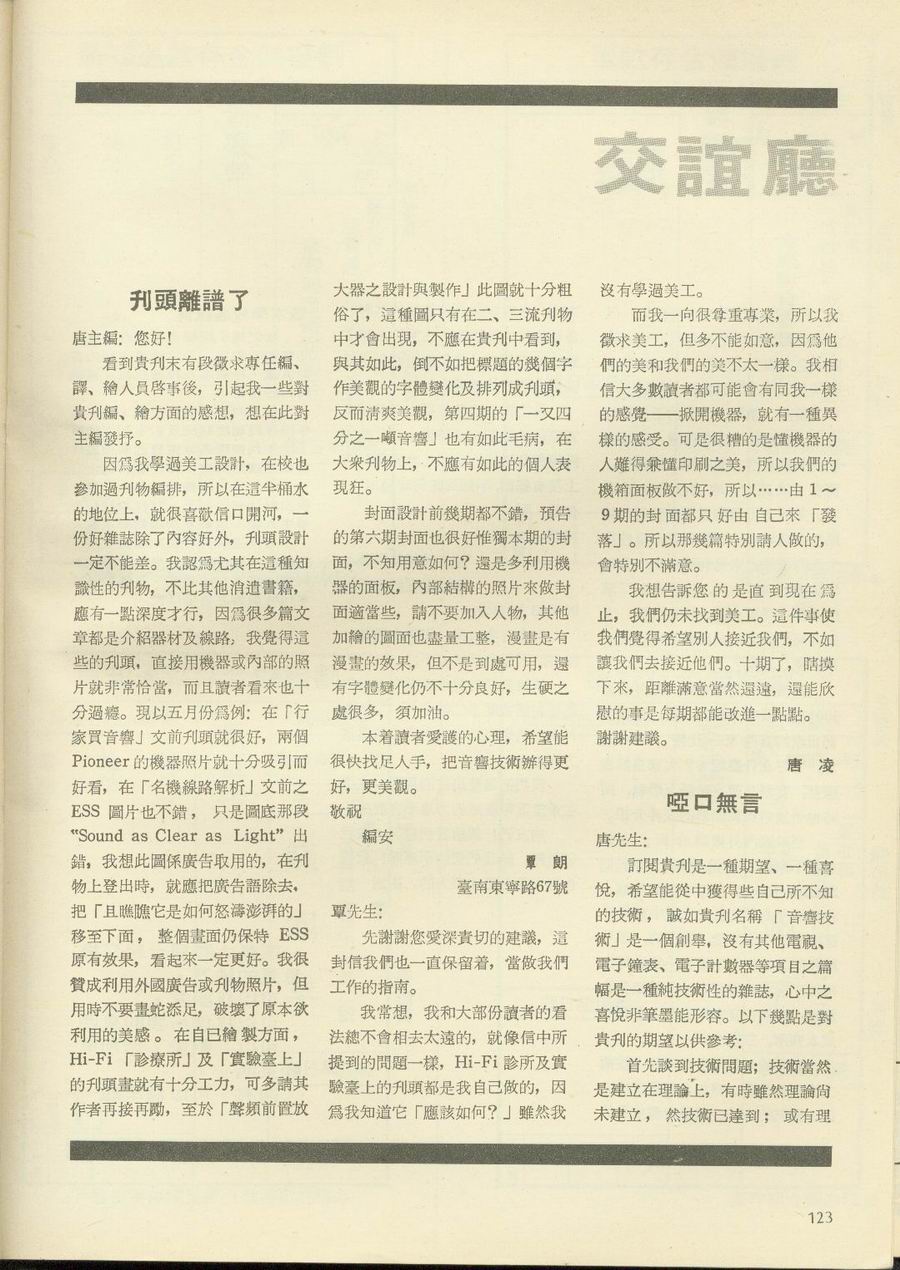 交誼廳
刋頭離譜了
唐主編：您好！
看到貴刋末有段徵求專任編、
譯、繪人員啓事後，引起我一些對
貴刋編、繪方面的感想，想在此對
主編發抒。
因爲我學過美工設計，在校也
參加過刋物編排，所以在這半桶水
的地位上，就很喜歡信口開河，一
份好雜誌除了內容好外，刋頭設計
一定不能差。我認爲尤其在這種知
識性的刋物，不比其他消遣書籍，
應有一點深度才行，因爲很多篇文
章都是介紹器材及線路，我覺得這
些的刋頭，直接用機器或內部的照
片就非常恰當，而且讀者看來也十
分過癮。現以五月份爲例：在「行
家買音響」文前刋頭就很好，兩個
Pioneer 的機器照片就十分吸引而
好看，在「名機線路解析」文前之
ESS 圖片也不錯，只是圖底那段
“Sound as Clear as Light” 出
錯，我想此圖係廣告取用的，在刋
物上登出時，就應把廣告語除去，
把「且瞧瞧它是如何怒濤澎湃的」
移至下面，整個畫面仍保特 ESS
原有效果，看起來一定更好。我很
贊成利用外國廣告或刋物照片，但
用時不要畫蛇添足，破壞了原本欲
利用的美感。在自已繪製方面，
Hi-Fi「診療所」及「實驗臺上」
的刋頭畫就有十分工力，可多請其
作者再接再勵，至於「聲頻前置放
大器之設計與製作」此圖就十分粗
俗了，這種圖只有在二、三流刋物
中才會出現，不應在貴刋中看到，
與其如此，倒不如把標題的幾個字
作美觀的字體變化及排列成刋頭，
反而淸爽美觀，第四期的「一又四
分之一噸音響」也有如此毛病，在
大衆刋物上，不應有如此的個人表
現狂。
封面設計前幾期都不錯，預告
的第六期封面也很好惟獨本期的封
面，不知用意如何？還是多利用機
器的面板，內部結構的照片來做封
面適當些，請不要加入人物，其他
加繪的圖面也盡量工整，漫畫是有
漫畫的效果，但不是到處可用，還
有字體變化仍不十分良好，生硬之
處很多，須加油。
本着讀者愛護的心理，希望能
很快找足人手，把音響技術辦得更
好，更美觀。
敬祝
編安
覃　朗
臺南東寧路67號
覃先生：
先謝謝您愛深責切的建議，這
封信我們也一直保留着，當做我們
工作的指南。
我常想，我和大部份讀者的看
法總不會相去太遠的，就像信中所
提到的問題一樣，Hi-Fi 診所及實
驗臺上的刋頭都是我自己做的，因
爲我知道它「應該如何？」雖然我
沒有學過美工。
而我一向很尊重專業，所以我
徵求美工，但多不能如意，因爲他
們的美和我們的美不太一樣。我相
信大多數讀者都可能會有同我一樣
的感覺——掀開機器，就有一種異
樣的感受。可是很糟的是懂機器的
人難得兼懂印刷之美，所以我們的
機箱面板做不好，所以……由 1～
9 期的封面都只好由自己來「發
落」。所以那幾篇特別請人做的，
會特別不滿意。
我想告訴您的是直到現在爲
止，我們仍未找到美工。這件事使
我們覺得希望別人接近我們，不如
讓我們去接近他們。十期了，瞎摸
下來，距離滿意當然還遠，還能欣
慰的事是每期都能改進一點點。
謝謝建議。
唐　凌
啞口無言
唐先生：
訂閱貴刋是一種期望、一種喜
悅，希望能從中獲得些自己所不知
的技術，誠如貴刋名稱「音響技
術」是一個創舉，沒有其他電視、
電子鐘表、電子計數器等項目之篇
幅是一種純技術性的雜誌，心中之
喜悅非筆墨能形容。以下幾點是對
貴刋的期望以供參考：
首先談到技術問題；技術當然
是建立在理論上，有時雖然理論尙
未建立，然技術已達到；或有理
123